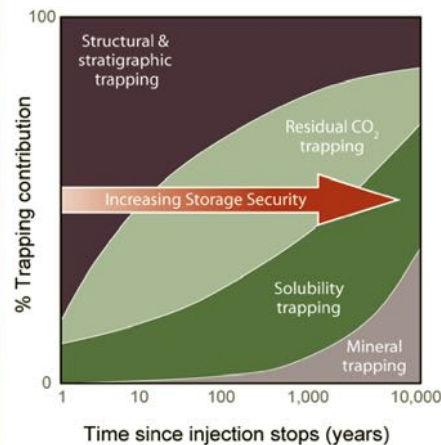 100
Structural &
stratigraphic
trapping
Residual CO₂
trapping
Increasing Storage Security
Solubility
trapping
Mineral
trapping
% Trapping contribution
0
1 10 100 1,000 10,000
Time since injection stops (years)